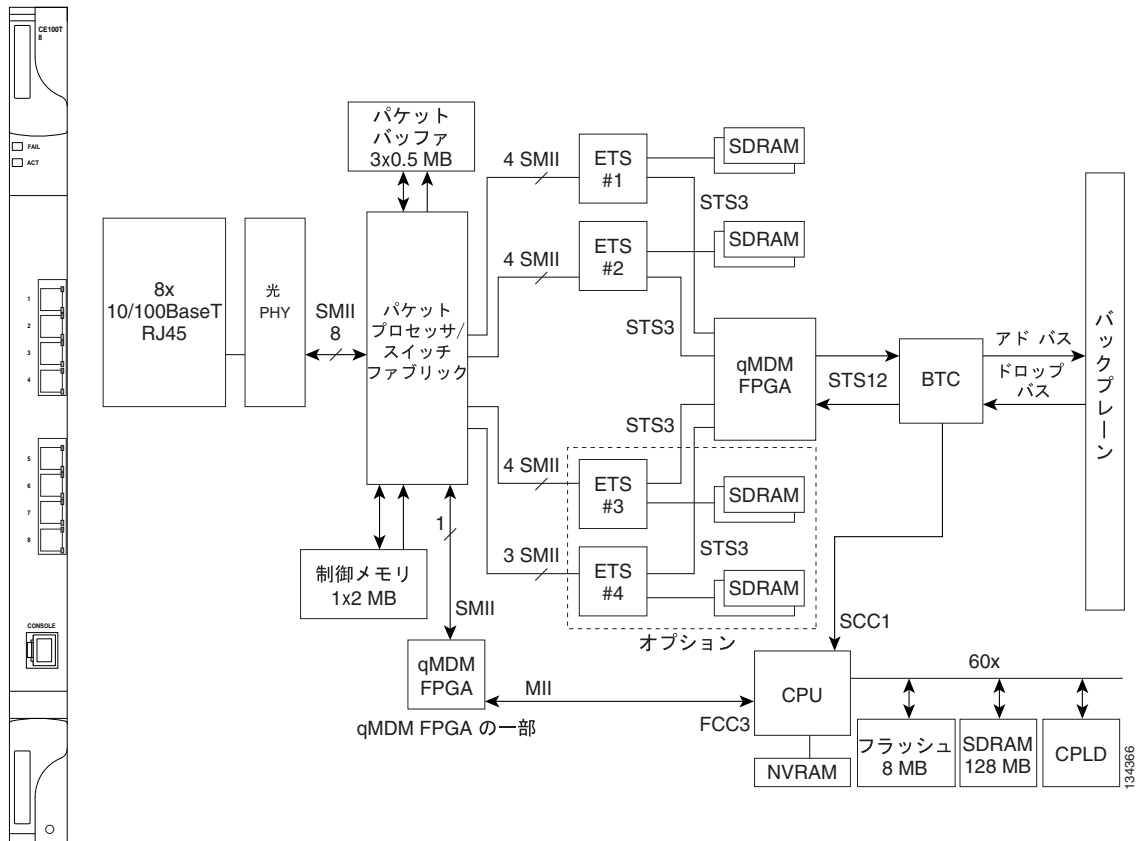 CE100T
8
FAIL
ACT
1
2
3
4
5
6
7
8
CONSOLE
8x
10/100BaseT
RJ45
光
PHY
SMII
8
パケット
バッファ
3x0.5 MB
パケット
プロセッサ/
スイッチ
ファブリック
制御メモリ
1x2 MB
4 SMII
4 SMII
4 SMII
3 SMII
1
SMII
ETS
#1
ETS
#2
ETS
#3
ETS
#4
SDRAM
SDRAM
SDRAM
SDRAM
STS3
STS3
STS3
STS3
オプション
qMDM
FPGA
STS12
BTC
アド バス
ドロップ
バス
バックプレーン
SCC1
qMDM
FPGA
qMDM FPGA の一部
MII
FCC3
CPU
NVRAM
60x
フラッシュ
8 MB
SDRAM
128 MB
CPLD
134366